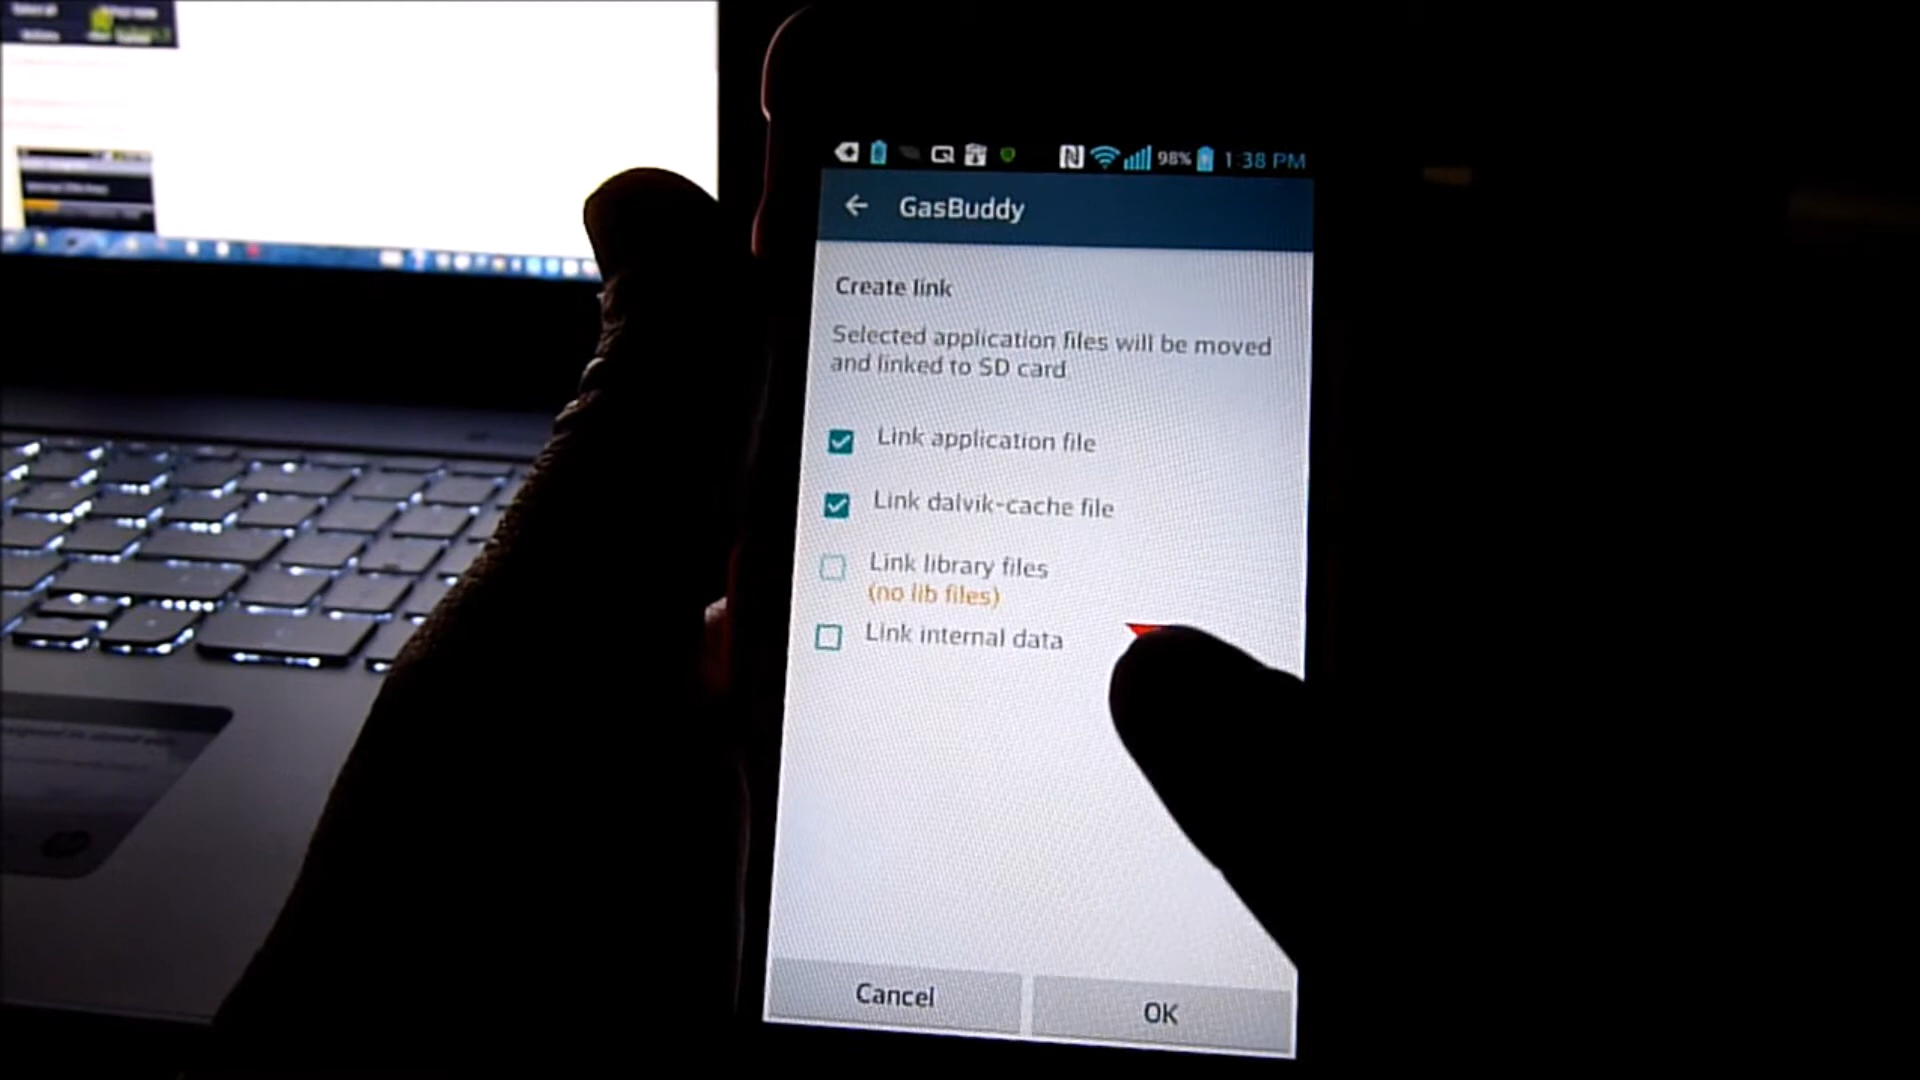 98% 1:38 PM
GasBuddy
Create link
Selected application files will be moved
and linked to SD card
Link application file
Link dalvik-cache file
Link library files
(no lib files)
Link internal data
Cancel
OK